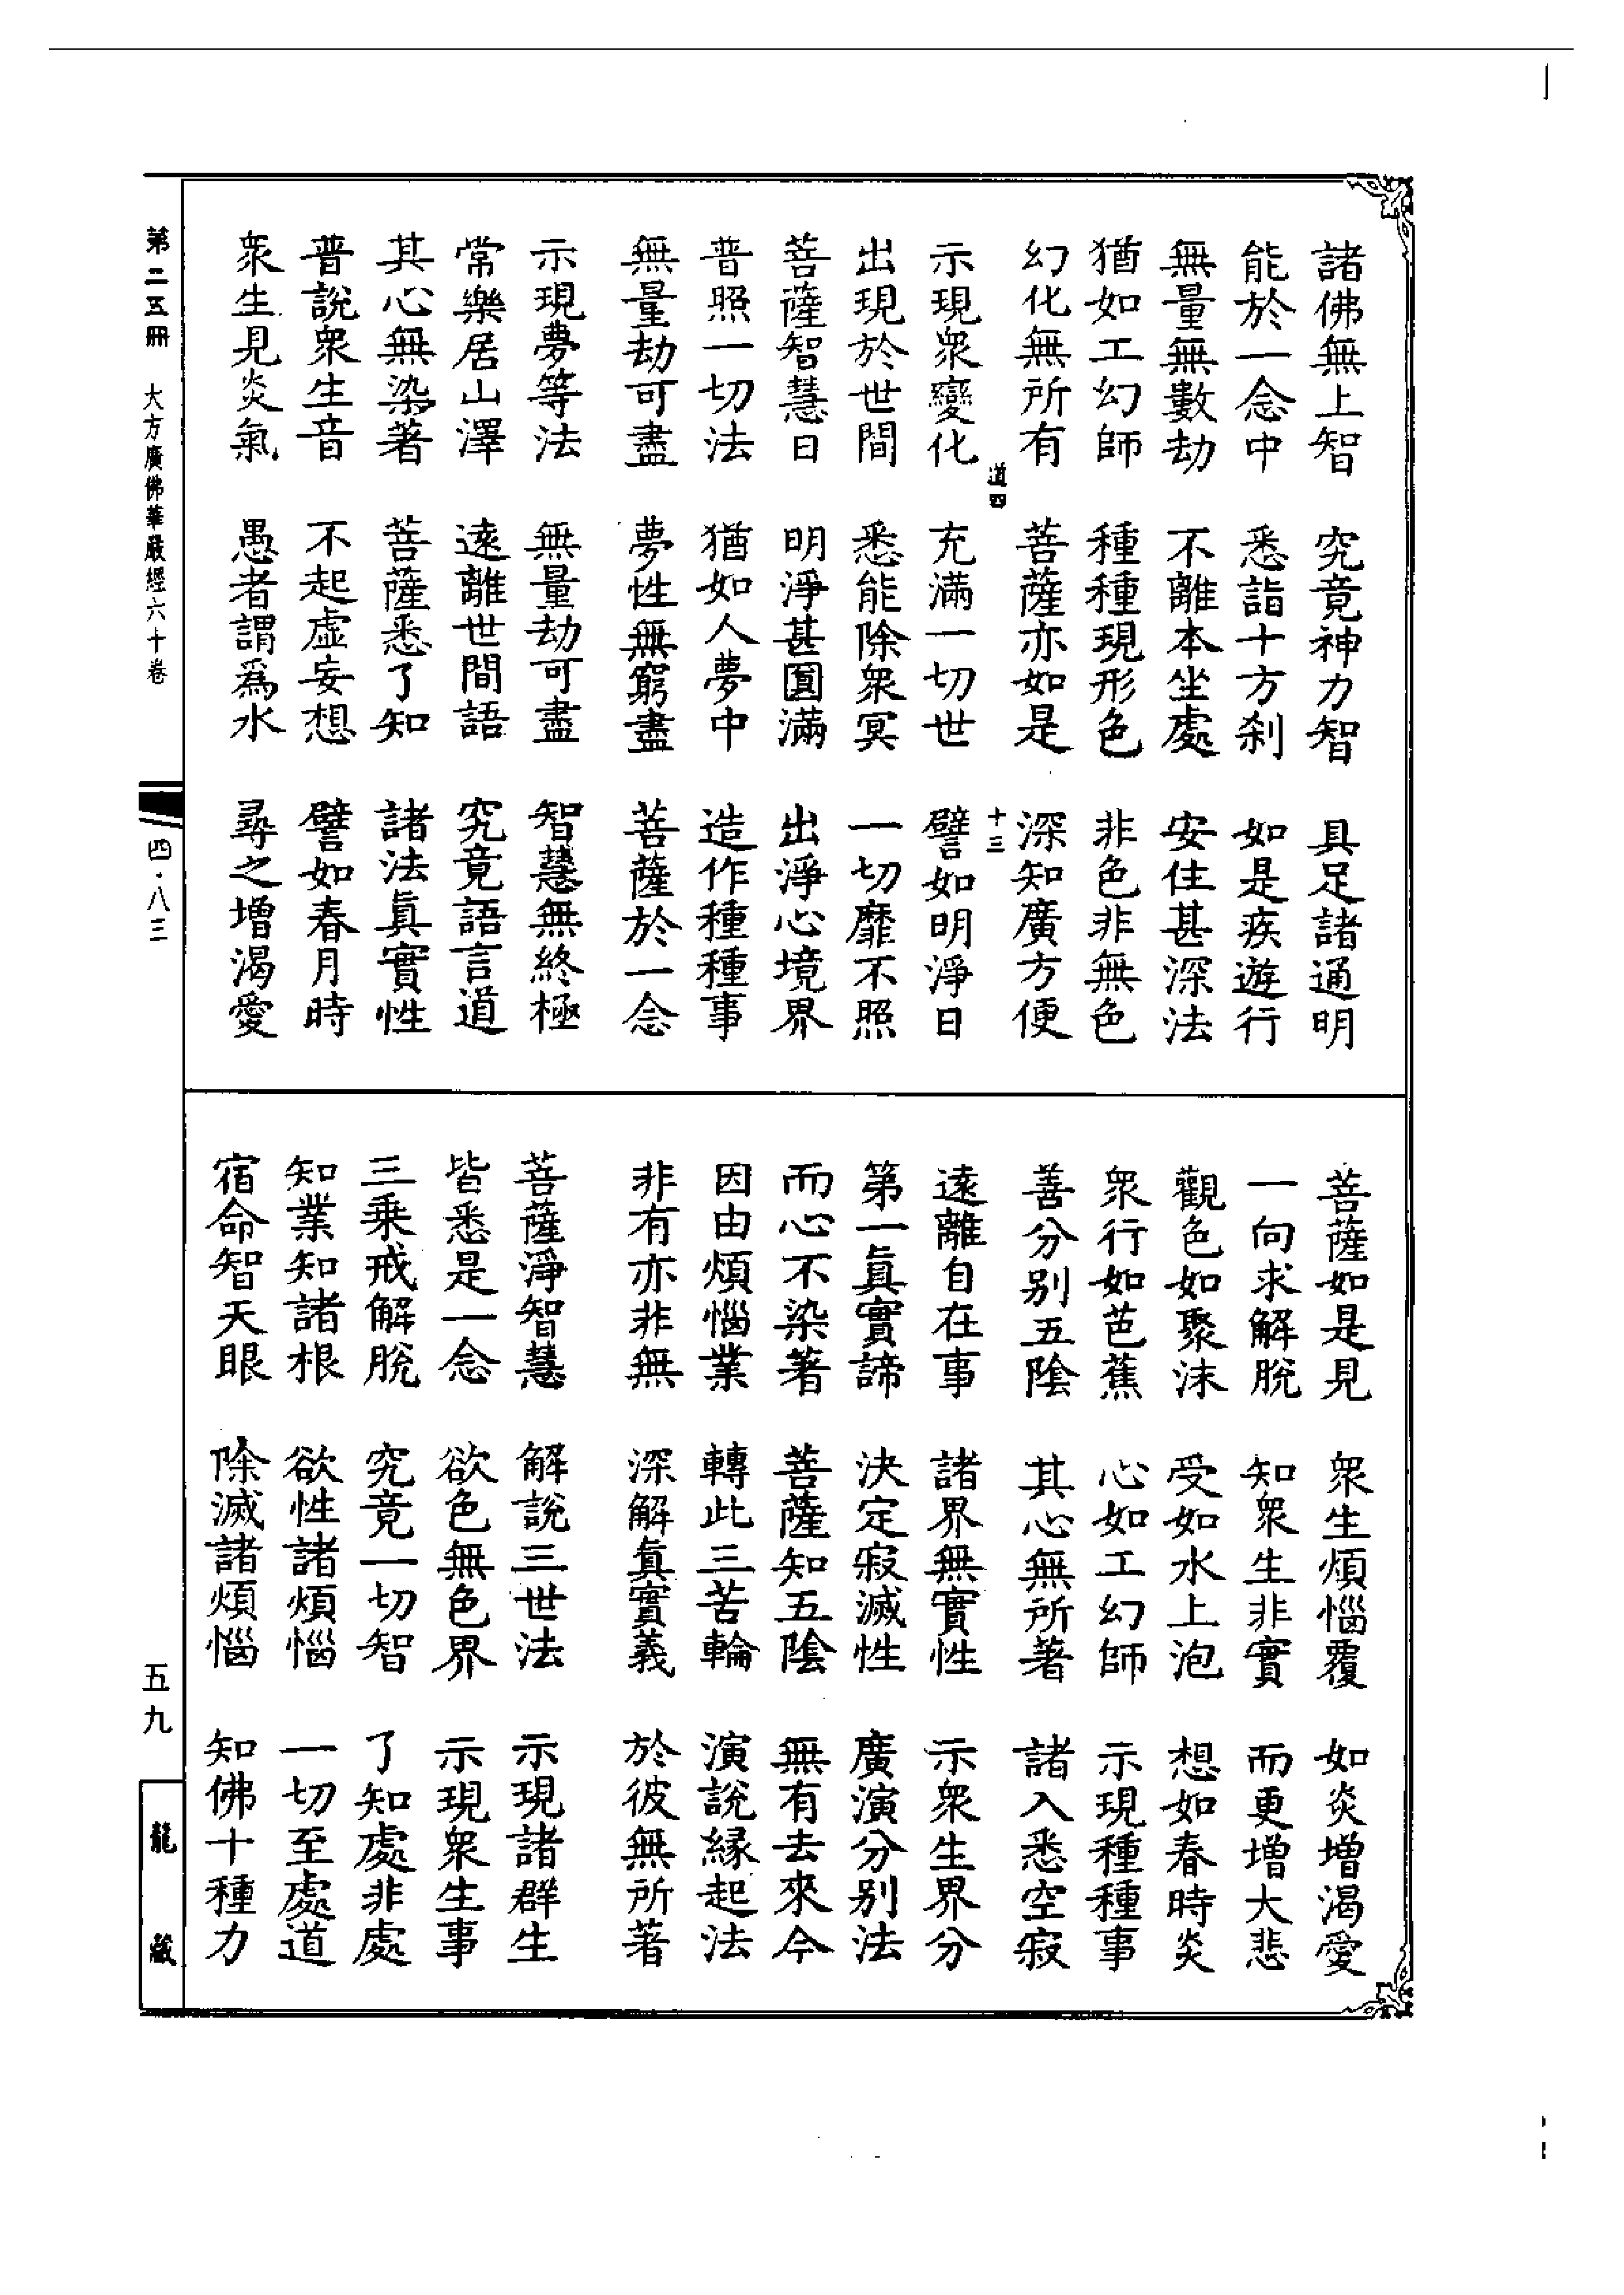 諸佛無上智　究竟神力智　具足諸通明
能於一念中　悉詣十方刹　如是疾遊行
無量無數劫　不離本坐處　安住甚深法
猶如工幻師　種種現形色　非色非無色
幻化無所有　菩薩亦如是　深知廣方便
道四　十三
示現衆變化　充滿一切世　譬如明淨日
出現於世間　悉能除衆冥　一切靡不照
菩薩智慧日　明淨甚圓滿　出淨心境界
普照一切法　猶如人夢中　造作種種事
無量劫可盡　夢性無窮盡　菩薩於一念
示現夢等法　無量劫可盡　智慧無終極
常樂居山澤　遠離世間語　究竟語言道
其心無染著　菩薩悉了知　諸法眞實性
普說衆生音　不起虛妄想　譬如春月時
衆生見炎氣　愚者謂爲水　尋之增渴愛
菩薩如是見　衆生煩惱覆　如炎增渴愛
一向求解脫　知衆生非實　而更增大悲
觀色如聚沫　受如水上泡　想如春時炎
衆行如芭蕉　心如工幻師　示現種種事
善分别五陰　其心無所著　諸入悉空寂
遠離自在事　諸界無實性　示衆生界分
第一眞實諦　決定寂滅性　廣演分别法
而心不染著　菩薩知五陰　無有去來今
因由煩惱業　轉此三苦輪　演說緣起法
非有亦非無　深解眞實義　於彼無所著
菩薩淨智慧　解說三世法　示現諸群生
皆悉是一念　欲色無色界　示現衆生事
三乘戒解脫　究竟一切智　了知處非處
知業知諸根　欲性諸煩惱　一切至處道
宿命智天眼　除滅諸煩惱　知佛十種力
第二五冊　大方廣佛華嚴經六十卷　四·八三　五九　龍藏